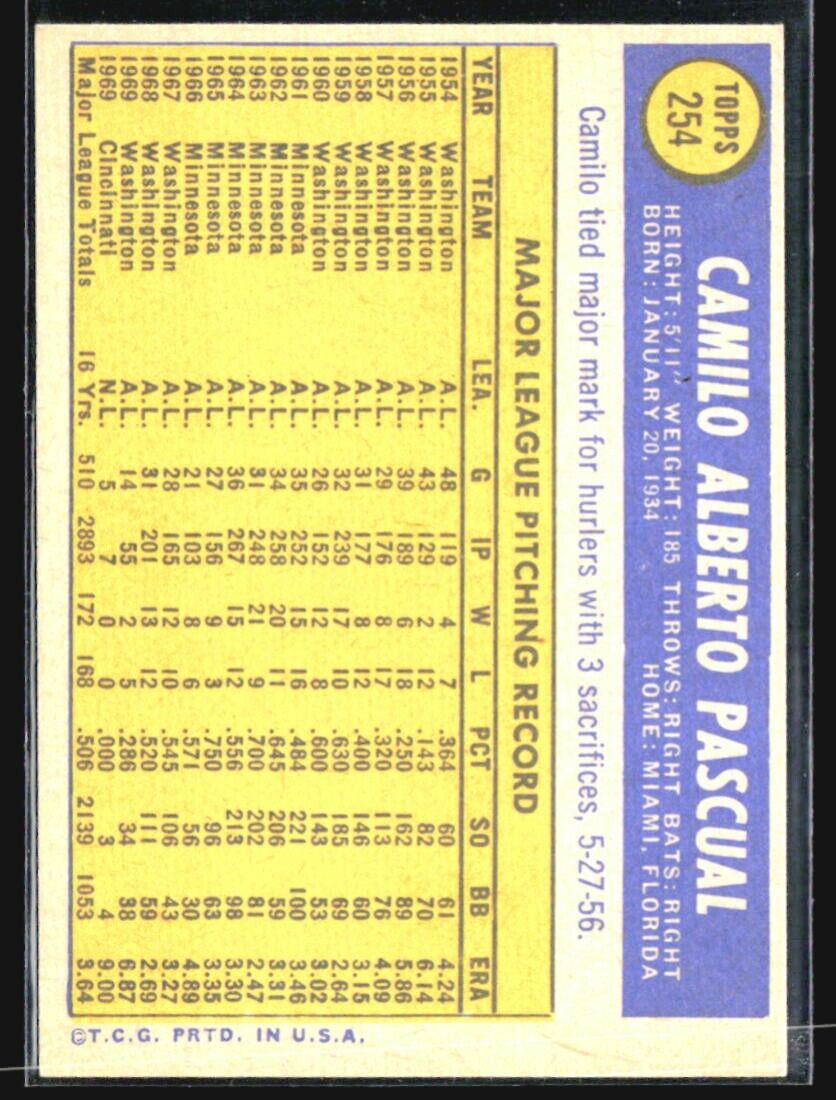 TOPPS
254
CAMILO ALBERTO PASCUAL
HEIGHT: 5'11" WEIGHT: 185 THROWS: RIGHT BATS: RIGHT
BORN: JANUARY 20, 1934 HOME: MIAMI, FLORIDA
Camilo tied major mark for hurlers with 3 sacrifices, 5-27-56.
MAJOR LEAGUE PITCHING RECORD
YEAR TEAM LEA. G IP W L PCT SO BB ERA
1954 Washington A.L. 48 119 4 7 .364 60 61 4.24
1955 Washington A.L. 43 129 2 12 .143 82 70 6.14
1956 Washington A.L. 39 189 6 18 .250 162 89 5.86
1957 Washington A.L. 29 176 8 17 .320 113 76 4.09
1958 Washington A.L. 31 177 8 12 .400 146 60 3.15
1959 Washington A.L. 32 239 17 10 .630 185 69 2.64
1960 Washington A.L. 26 152 12 8 .600 143 53 3.02
1961 Minnesota A.L. 35 252 15 16 .484 221 100 3.46
1962 Minnesota A.L. 34 258 20 11 .645 206 59 3.31
1963 Minnesota A.L. 31 248 21 9 .700 202 81 2.47
1964 Minnesota A.L. 36 267 15 12 .556 213 98 3.30
1965 Minnesota A.L. 27 156 9 3 .750 96 63 3.35
1966 Minnesota A.L. 21 103 8 6 .571 56 30 4.89
1967 Washington A.L. 28 165 12 10 .545 106 43 3.27
1968 Washington A.L. 31 201 13 12 .520 111 59 2.69
1969 Washington A.L. 14 55 2 5 .286 34 38 6.87
1969 Cincinnati N.L. 5 7 0 0 .000 3 4 9.00
Major League Totals 16 Yrs. 510 2893 172 168 .506 2139 1053 3.64
©T.C.G. PRTD. IN U.S.A.